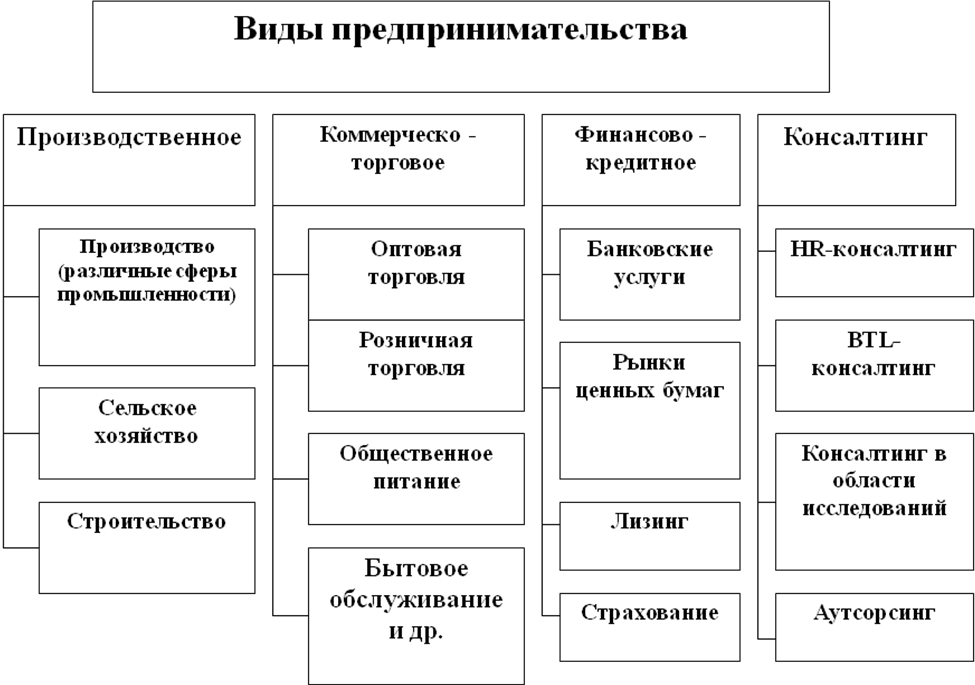 Виды предпринимательства
Производственное
Производство
(различные сферы
промышленности)
Сельское
хозяйство
Строительство
Коммерческо -
торговое
Оптовая
торговля
Розничная
торговля
Общественное
питание
Бытовое
обслуживание
и др.
Финансово -
кредитное
Банковские
услуги
Рынки
ценных бумаг
Лизинг
Страхование
Консалтинг
HR-консалтинг
BTL-
консалтинг
Консалтинг в
области
исследований
Аутсорсинг